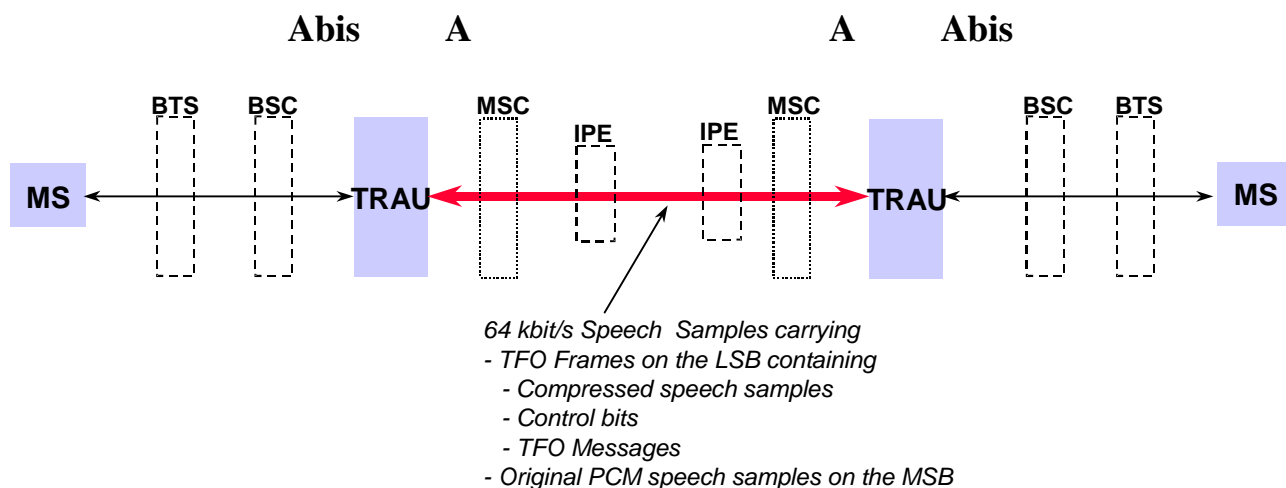 Abis A A Abis
BTS BSC MSC IPE IPE MSC BSC BTS
MS TRAU TRAU MS
64 kbit/s Speech Samples carrying
- TFO Frames on the LSB containing
- Compressed speech samples
- Control bits
- TFO Messages
- Original PCM speech samples on the MSB